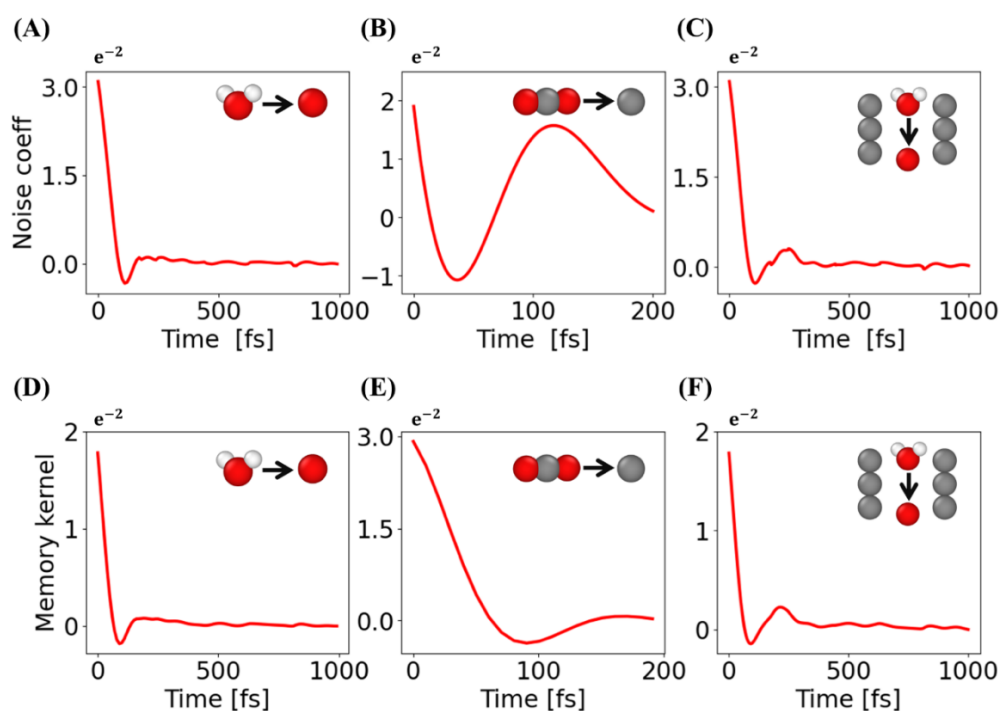 (A)
(B)
(C)
e⁻²
e⁻²
e⁻²
Noise coeff
3.0
1.5
0.0
0
500
1000
Time [fs]
2
1
0
−1
0
100
200
Time [fs]
3.0
1.5
0.0
0
500
1000
Time [fs]
(D)
(E)
(F)
e⁻²
e⁻²
e⁻²
Memory kernel
2
1
0
0
500
1000
Time [fs]
3.0
1.5
0.0
0
100
200
Time [fs]
2
1
0
0
500
1000
Time [fs]